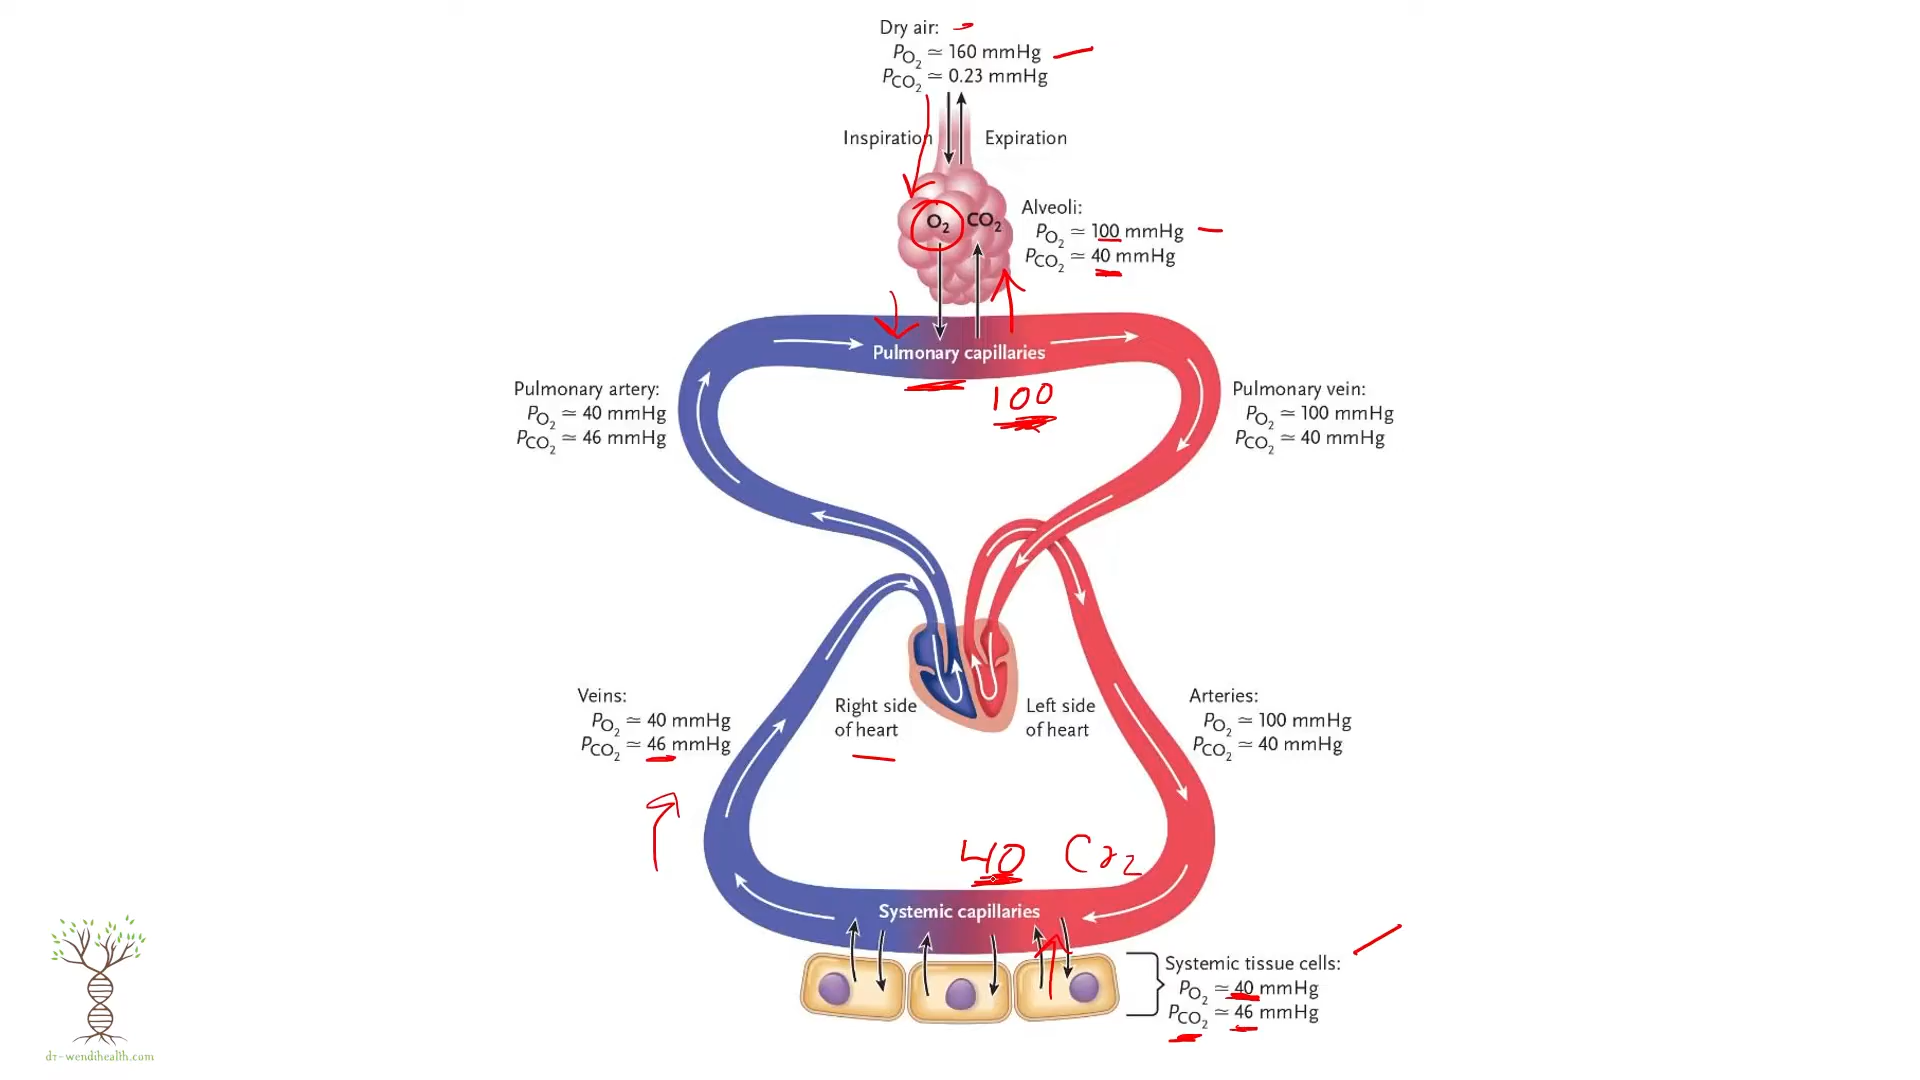 Dry air:
PO2 ≃ 160 mmHg
PCO2 ≃ 0.23 mmHg
Inspiration
Expiration
O2
CO2
Alveoli:
PO2 ≃ 100 mmHg
PCO2 ≃ 40 mmHg
Pulmonary capillaries
100
Pulmonary artery:
PO2 ≃ 40 mmHg
PCO2 ≃ 46 mmHg
Pulmonary vein:
PO2 ≃ 100 mmHg
PCO2 ≃ 40 mmHg
Veins:
PO2 ≃ 40 mmHg
PCO2 ≃ 46 mmHg
Right side
of heart
Left side
of heart
Arteries:
PO2 ≃ 100 mmHg
PCO2 ≃ 40 mmHg
40 CO2
Systemic capillaries
Systemic tissue cells:
PO2 ≃ 40 mmHg
PCO2 ≃ 46 mmHg
dr-wendihealth.com